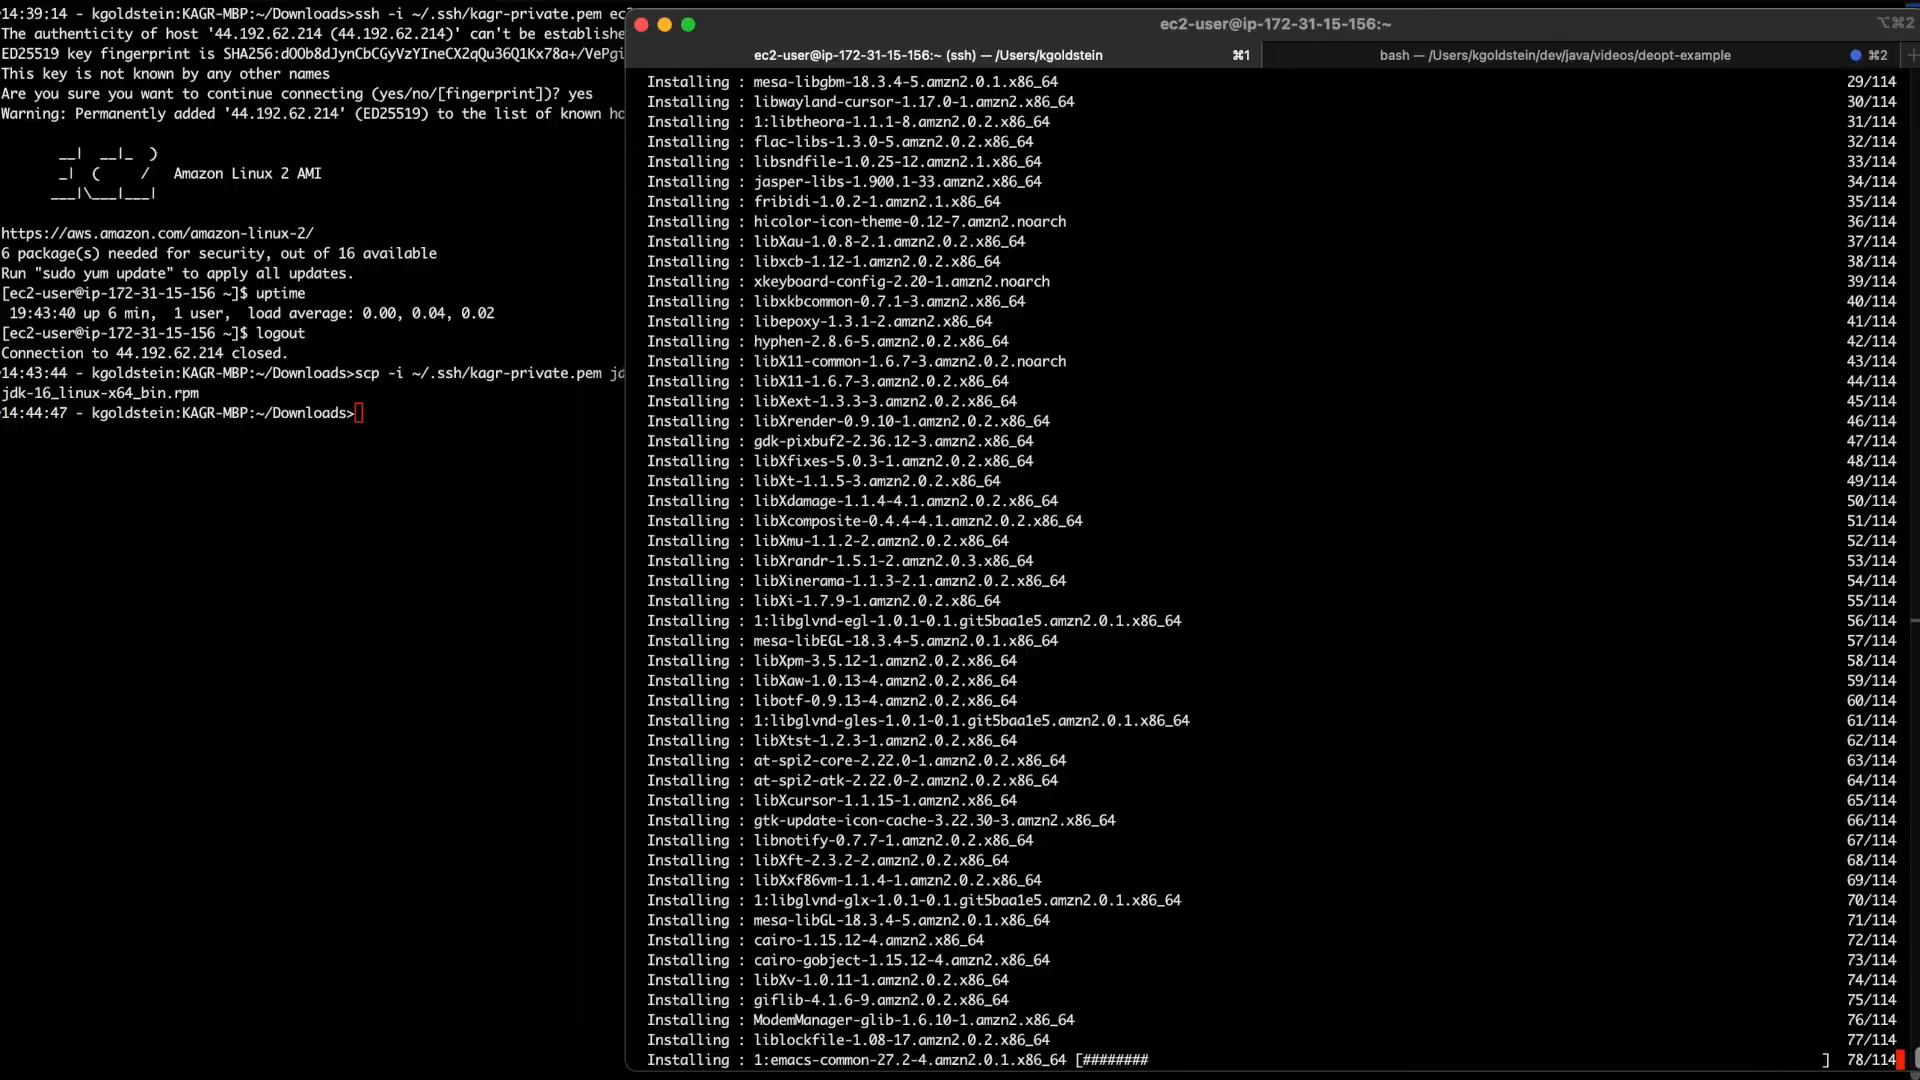 14:39:14 - kgoldstein:KAGR-MBP:~/Downloads>ssh -i ~/.ssh/kagr-private.pem ec2
The authenticity of host '44.192.62.214 (44.192.62.214)' can't be establishe
ED25519 key fingerprint is SHA256:dOOb8dJynCbCGyVzYIneCX2qQu36Q1Kx78a+/VePgi
This key is not known by any other names
Are you sure you want to continue connecting (yes/no/[fingerprint])? yes
Warning: Permanently added '44.192.62.214' (ED25519) to the list of known ho
__|  __|_  )
_|  (     /   Amazon Linux 2 AMI
___|\___|___|
https://aws.amazon.com/amazon-linux-2/
6 package(s) needed for security, out of 16 available
Run "sudo yum update" to apply all updates.
[ec2-user@ip-172-31-15-156 ~]$ uptime
19:43:40 up 6 min,  1 user,  load average: 0.00, 0.04, 0.02
[ec2-user@ip-172-31-15-156 ~]$ logout
Connection to 44.192.62.214 closed.
14:43:44 - kgoldstein:KAGR-MBP:~/Downloads>scp -i ~/.ssh/kagr-private.pem jd
jdk-16_linux-x64_bin.rpm
14:44:47 - kgoldstein:KAGR-MBP:~/Downloads>
ec2-user@ip-172-31-15-156:~ ⌥⌘2
ec2-user@ip-172-31-15-156:~ (ssh) — /Users/kgoldstein ⌘1 bash — /Users/kgoldstein/dev/java/videos/deopt-example ⌘2 +
Installing : mesa-libgbm-18.3.4-5.amzn2.0.1.x86_64 29/114
Installing : libwayland-cursor-1.17.0-1.amzn2.x86_64 30/114
Installing : 1:libtheora-1.1.1-8.amzn2.0.2.x86_64 31/114
Installing : flac-libs-1.3.0-5.amzn2.0.2.x86_64 32/114
Installing : libsndfile-1.0.25-12.amzn2.1.x86_64 33/114
Installing : jasper-libs-1.900.1-33.amzn2.x86_64 34/114
Installing : fribidi-1.0.2-1.amzn2.1.x86_64 35/114
Installing : hicolor-icon-theme-0.12-7.amzn2.noarch 36/114
Installing : libXau-1.0.8-2.1.amzn2.0.2.x86_64 37/114
Installing : libxcb-1.12-1.amzn2.0.2.x86_64 38/114
Installing : xkeyboard-config-2.20-1.amzn2.noarch 39/114
Installing : libxkbcommon-0.7.1-3.amzn2.x86_64 40/114
Installing : libepoxy-1.3.1-2.amzn2.x86_64 41/114
Installing : hyphen-2.8.6-5.amzn2.0.2.x86_64 42/114
Installing : libX11-common-1.6.7-3.amzn2.0.2.noarch 43/114
Installing : libX11-1.6.7-3.amzn2.0.2.x86_64 44/114
Installing : libXext-1.3.3-3.amzn2.0.2.x86_64 45/114
Installing : libXrender-0.9.10-1.amzn2.0.2.x86_64 46/114
Installing : gdk-pixbuf2-2.36.12-3.amzn2.x86_64 47/114
Installing : libXfixes-5.0.3-1.amzn2.0.2.x86_64 48/114
Installing : libXt-1.1.5-3.amzn2.0.2.x86_64 49/114
Installing : libXdamage-1.1.4-4.1.amzn2.0.2.x86_64 50/114
Installing : libXcomposite-0.4.4-4.1.amzn2.0.2.x86_64 51/114
Installing : libXmu-1.1.2-2.amzn2.0.2.x86_64 52/114
Installing : libXrandr-1.5.1-2.amzn2.0.3.x86_64 53/114
Installing : libXinerama-1.1.3-2.1.amzn2.0.2.x86_64 54/114
Installing : libXi-1.7.9-1.amzn2.0.2.x86_64 55/114
Installing : 1:libglvnd-egl-1.0.1-0.1.git5baa1e5.amzn2.0.1.x86_64 56/114
Installing : mesa-libEGL-18.3.4-5.amzn2.0.1.x86_64 57/114
Installing : libXpm-3.5.12-1.amzn2.0.2.x86_64 58/114
Installing : libXaw-1.0.13-4.amzn2.0.2.x86_64 59/114
Installing : libotf-0.9.13-4.amzn2.0.2.x86_64 60/114
Installing : 1:libglvnd-gles-1.0.1-0.1.git5baa1e5.amzn2.0.1.x86_64 61/114
Installing : libXtst-1.2.3-1.amzn2.0.2.x86_64 62/114
Installing : at-spi2-core-2.22.0-1.amzn2.0.2.x86_64 63/114
Installing : at-spi2-atk-2.22.0-2.amzn2.0.2.x86_64 64/114
Installing : libXcursor-1.1.15-1.amzn2.x86_64 65/114
Installing : gtk-update-icon-cache-3.22.30-3.amzn2.x86_64 66/114
Installing : libnotify-0.7.7-1.amzn2.0.2.x86_64 67/114
Installing : libXft-2.3.2-2.amzn2.0.2.x86_64 68/114
Installing : libXxf86vm-1.1.4-1.amzn2.0.2.x86_64 69/114
Installing : 1:libglvnd-glx-1.0.1-0.1.git5baa1e5.amzn2.0.1.x86_64 70/114
Installing : mesa-libGL-18.3.4-5.amzn2.0.1.x86_64 71/114
Installing : cairo-1.15.12-4.amzn2.x86_64 72/114
Installing : cairo-gobject-1.15.12-4.amzn2.x86_64 73/114
Installing : libXv-1.0.11-1.amzn2.0.2.x86_64 74/114
Installing : giflib-4.1.6-9.amzn2.0.2.x86_64 75/114
Installing : ModemManager-glib-1.6.10-1.amzn2.x86_64 76/114
Installing : liblockfile-1.08-17.amzn2.0.2.x86_64 77/114
Installing : 1:emacs-common-27.2-4.amzn2.0.1.x86_64 [######## ] 78/114